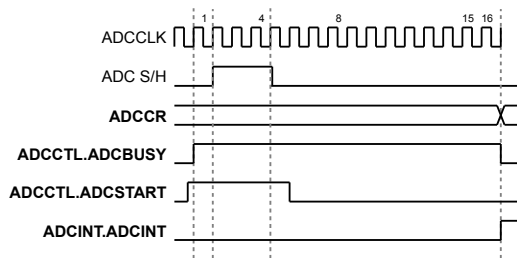 1 4 8 15 16
ADCCLK
ADC S/H
ADCCR
ADCCTL.ADCBUSY
ADCCTL.ADCSTART
ADCINT.ADCINT